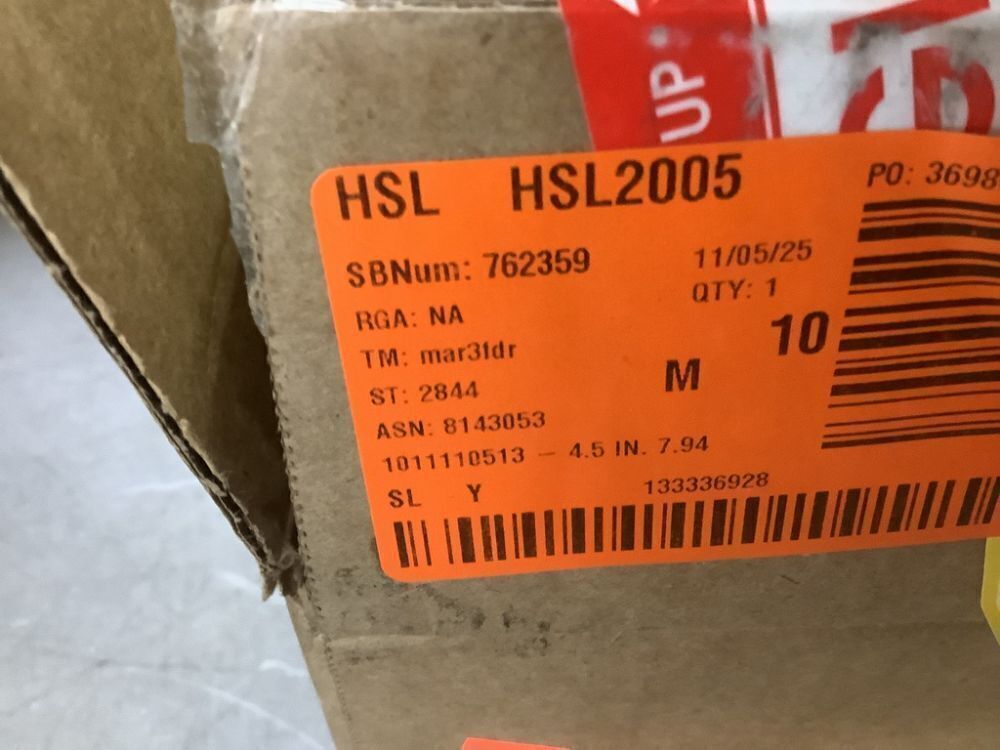 UP
HSL HSL2005 PO: 3698
SBNum: 762359 11/05/25
RGA: NA QTY: 1
TM: mar3fdr M 10
ST: 2844
ASN: 8143053
1011110513 - 4.5 IN. 7.94
SL Y 133336928